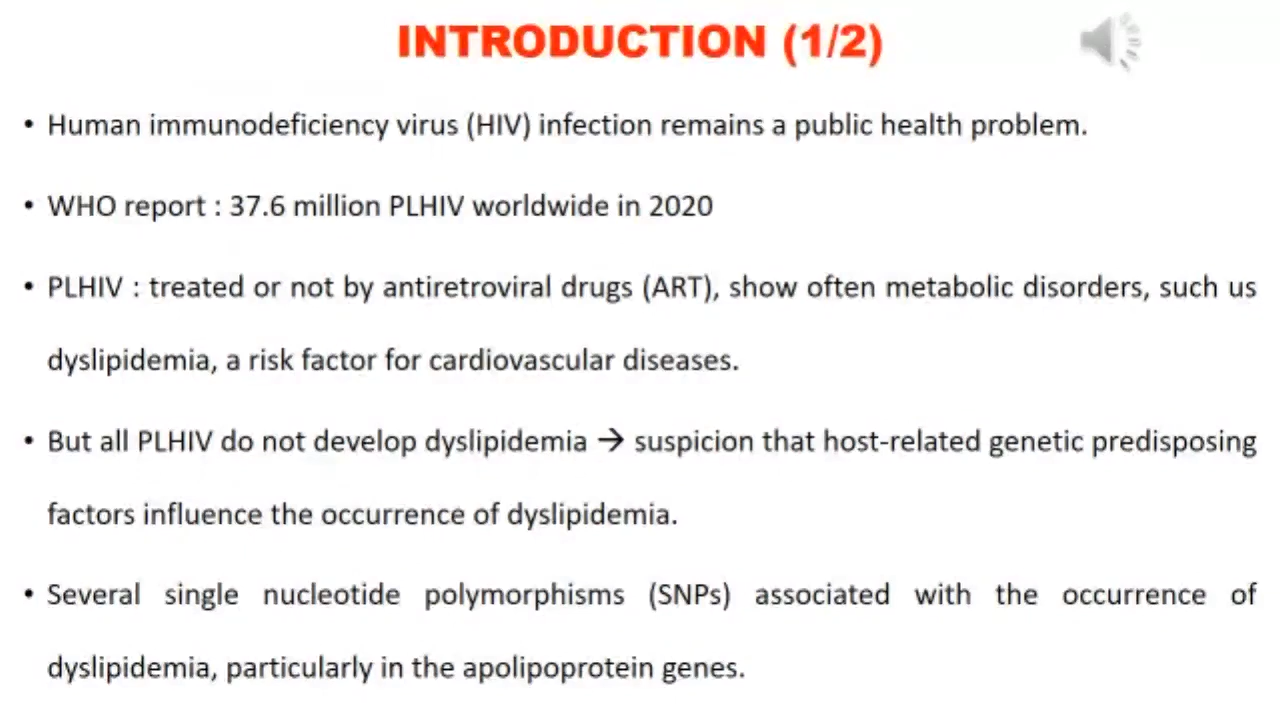 INTRODUCTION (1/2)
• Human immunodeficiency virus (HIV) infection remains a public health problem.
• WHO report : 37.6 million PLHIV worldwide in 2020
• PLHIV : treated or not by antiretroviral drugs (ART), show often metabolic disorders, such us
dyslipidemia, a risk factor for cardiovascular diseases.
• But all PLHIV do not develop dyslipidemia → suspicion that host-related genetic predisposing
factors influence the occurrence of dyslipidemia.
• Several single nucleotide polymorphisms (SNPs) associated with the occurrence of
dyslipidemia, particularly in the apolipoprotein genes.